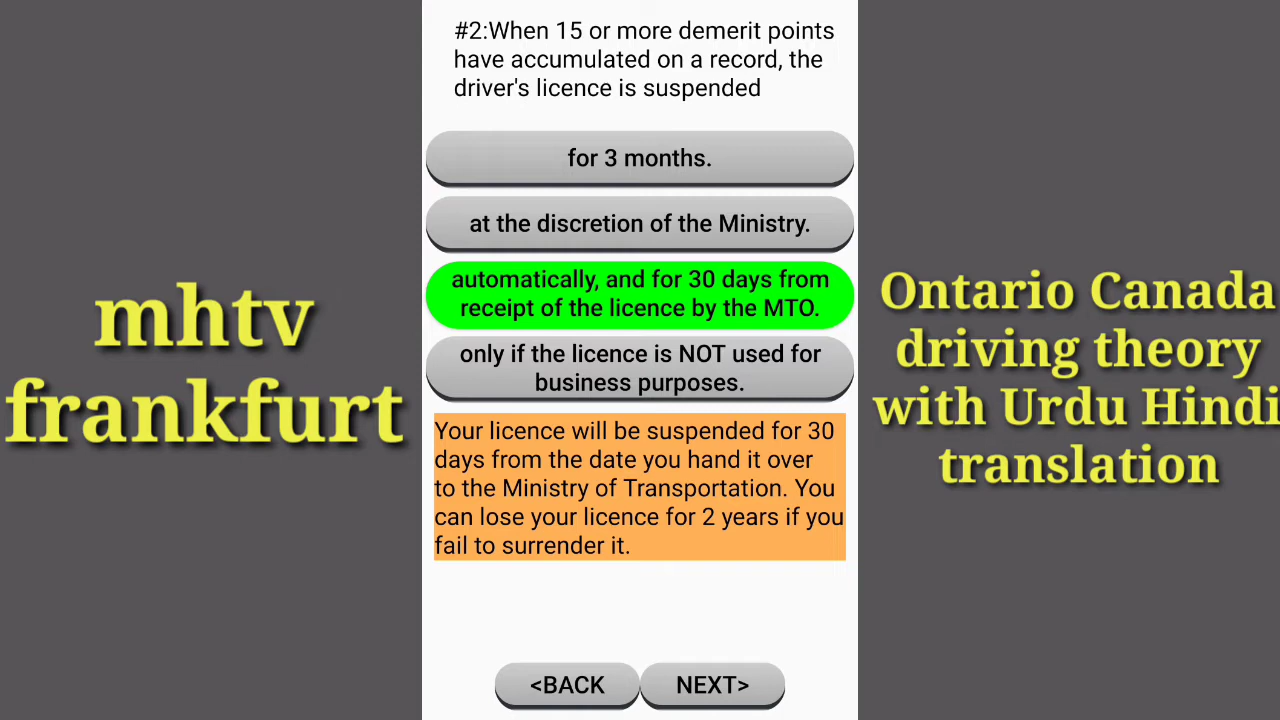 #2:When 15 or more demerit points
have accumulated on a record, the
driver's licence is suspended
for 3 months.
at the discretion of the Ministry.
automatically, and for 30 days from
receipt of the licence by the MTO.
only if the licence is NOT used for
business purposes.
Your licence will be suspended for 30
days from the date you hand it over
to the Ministry of Transportation. You
can lose your licence for 2 years if you
fail to surrender it.
<BACK
NEXT>
mhtv
frankfurt
Ontario Canada
driving theory
with Urdu Hindi
translation